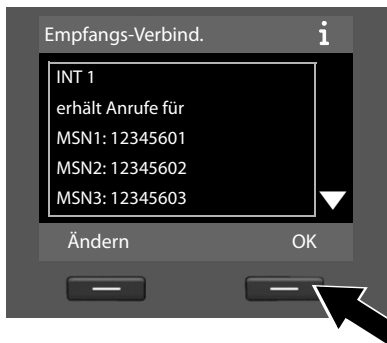 Empfangs-Verbind. i
INT 1
erhält Anrufe für
MSN1: 12345601
MSN2: 12345602
MSN3: 12345603
Ändern OK